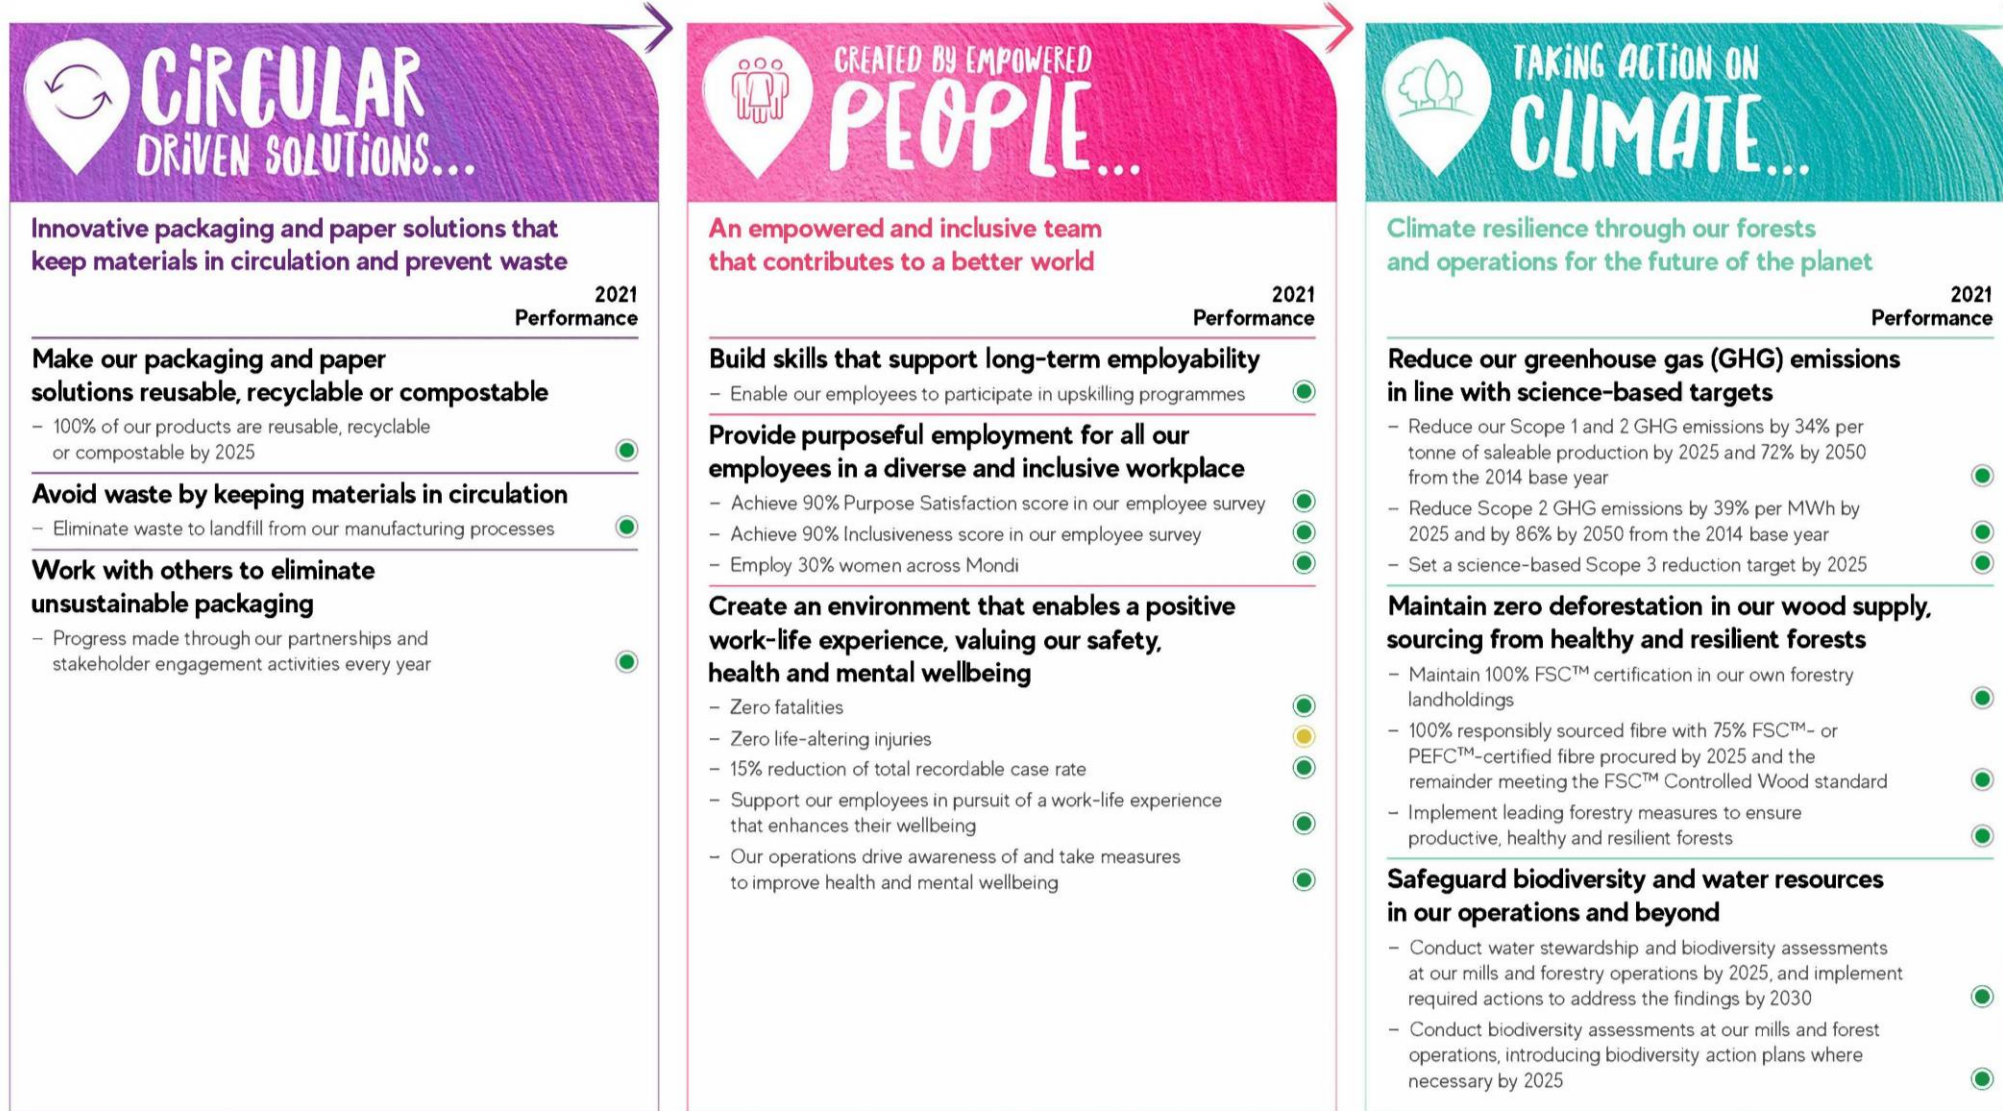 CiRCULAR
DRiVEN SOLUTiONS...
Innovative packaging and paper solutions that
keep materials in circulation and prevent waste
2021
Performance
Make our packaging and paper
solutions reusable, recyclable or compostable
– 100% of our products are reusable, recyclable
or compostable by 2025
Avoid waste by keeping materials in circulation
– Eliminate waste to landfill from our manufacturing processes
Work with others to eliminate
unsustainable packaging
– Progress made through our partnerships and
stakeholder engagement activities every year
CREATED BY EMPOWERED
PEOPLE...
An empowered and inclusive team
that contributes to a better world
2021
Performance
Build skills that support long-term employability
– Enable our employees to participate in upskilling programmes
Provide purposeful employment for all our
employees in a diverse and inclusive workplace
– Achieve 90% Purpose Satisfaction score in our employee survey
– Achieve 90% Inclusiveness score in our employee survey
– Employ 30% women across Mondi
Create an environment that enables a positive
work-life experience, valuing our safety,
health and mental wellbeing
– Zero fatalities
– Zero life-altering injuries
– 15% reduction of total recordable case rate
– Support our employees in pursuit of a work-life experience
that enhances their wellbeing
– Our operations drive awareness of and take measures
to improve health and mental wellbeing
TAKiNG ACTiON ON
CLIMATE...
Climate resilience through our forests
and operations for the future of the planet
2021
Performance
Reduce our greenhouse gas (GHG) emissions
in line with science-based targets
– Reduce our Scope 1 and 2 GHG emissions by 34% per
tonne of saleable production by 2025 and 72% by 2050
from the 2014 base year
– Reduce Scope 2 GHG emissions by 39% per MWh by
2025 and by 86% by 2050 from the 2014 base year
– Set a science-based Scope 3 reduction target by 2025
Maintain zero deforestation in our wood supply,
sourcing from healthy and resilient forests
– Maintain 100% FSC™ certification in our own forestry
landholdings
– 100% responsibly sourced fibre with 75% FSC™- or
PEFC™-certified fibre procured by 2025 and the
remainder meeting the FSC™ Controlled Wood standard
– Implement leading forestry measures to ensure
productive, healthy and resilient forests
Safeguard biodiversity and water resources
in our operations and beyond
– Conduct water stewardship and biodiversity assessments
at our mills and forestry operations by 2025, and implement
required actions to address the findings by 2030
– Conduct biodiversity assessments at our mills and forest
operations, introducing biodiversity action plans where
necessary by 2025